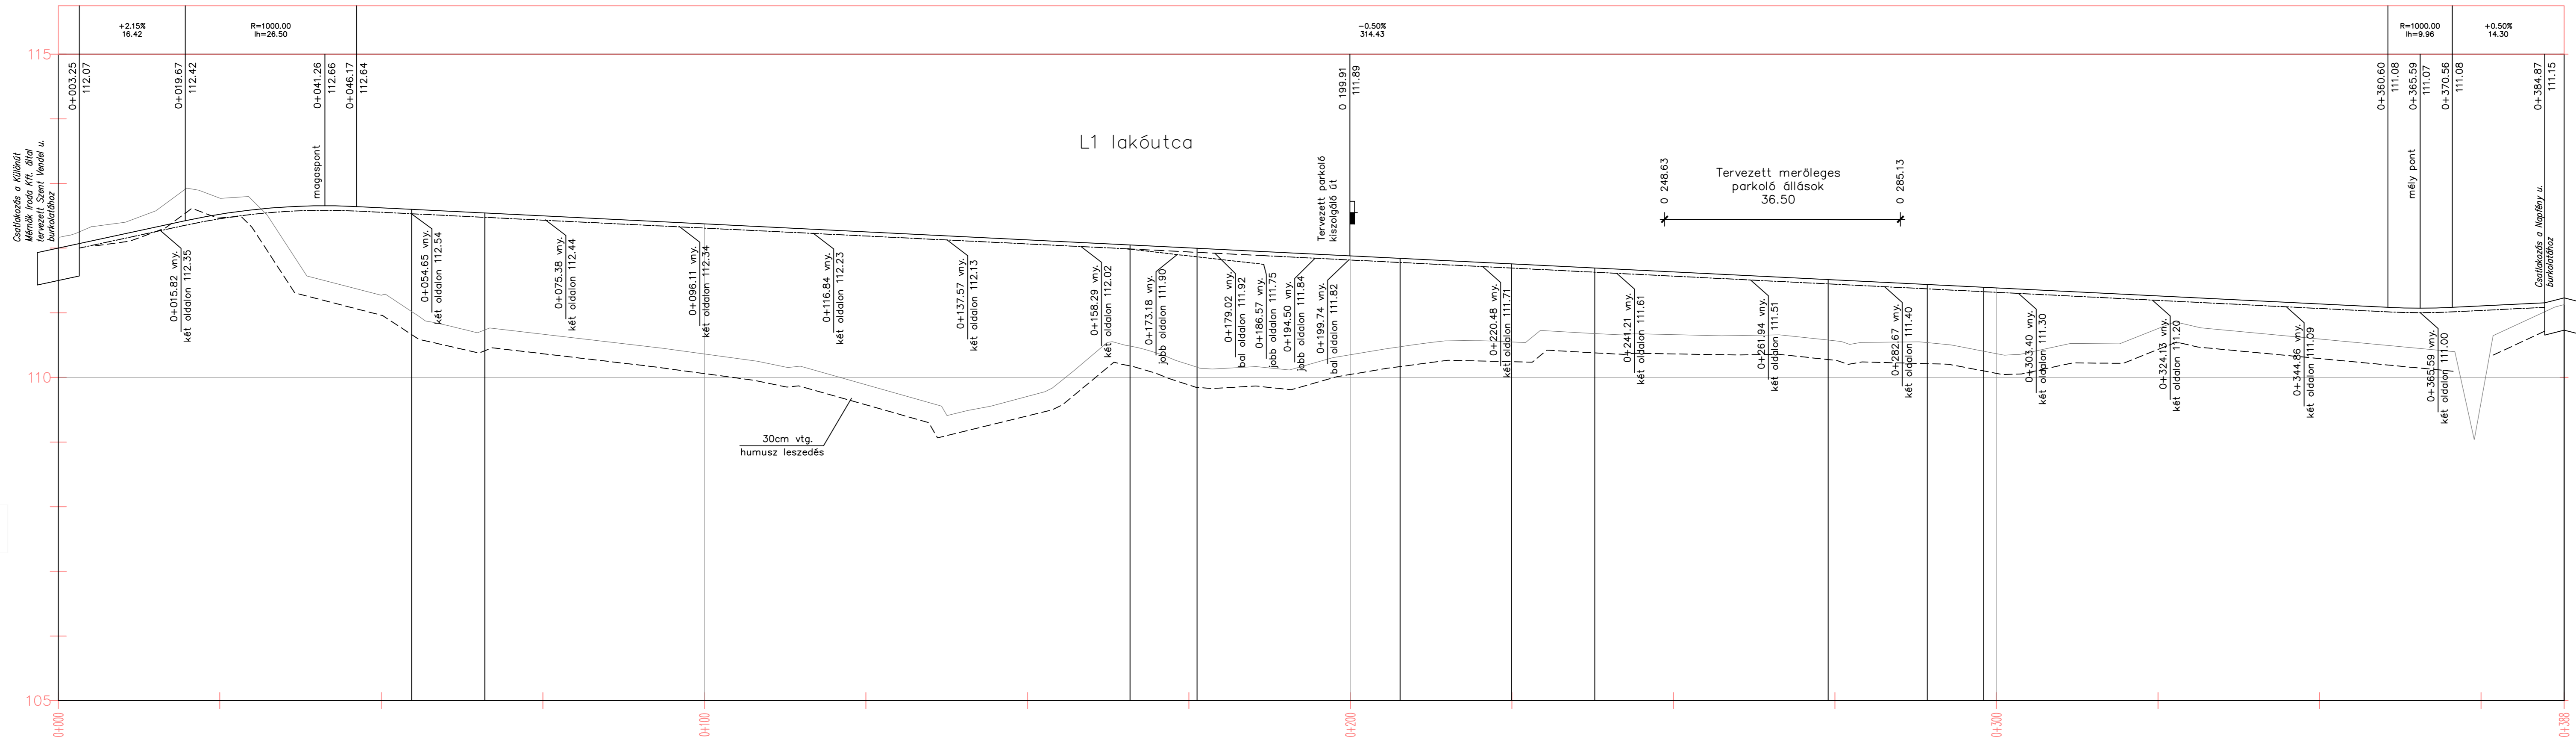 +2.15%
16.42
R=1000.00
lh=26.50
−0.50%
314.43
R=1000.00
lh=9.96
+0.50%
14.30
115
110
105
0+003.25
112.07
0+019.67
112.42
0+041.26
112.66
0+046.17
112.64
0 199.91
111.89
0+360.60
111.08
0+365.59
111.07
0+370.56
111.08
0+384.87
111.15
Csatlakozás a Különút
Mérnök Iroda Kft. által
tervezett Szent Vendel u.
burkolatához
magaspont
L1 lakóutca
Tervezett parkoló
kiszolgáló út
0 248.63
Tervezett merőleges
parkoló állások
36.50
0 285.13
mély pont
Csatlakozás a Napfény u.
burkolatához
0+015.82 vny.
két oldalon 112.35
0+054.65 vny.
két oldalon 112.54
0+075.38 vny.
két oldalon 112.44
0+096.11 vny.
két oldalon 112.34
0+116.84 vny.
két oldalon 112.23
0+137.57 vny.
két oldalon 112.13
0+158.29 vny.
két oldalon 112.02
0+173.18 vny.
jobb oldalon 111.90
0+179.02 vny.
bal oldalon 111.92
0+186.57 vny.
jobb oldalon 111.75
0+194.50 vny.
jobb oldalon 111.84
0+199.74 vny.
bal oldalon 111.82
0+220.48 vny.
két oldalon 111.71
0+241.21 vny.
két oldalon 111.61
0+261.94 vny.
két oldalon 111.51
0+282.67 vny.
két oldalon 111.40
0+303.40 vny.
két oldalon 111.30
0+324.13 vny.
két oldalon 111.20
0+344.86 vny.
két oldalon 111.09
0+365.59 vny.
két oldalon 111.00
30cm vtg.
humusz leszedés
0+000
0+100
0+200
0+300
0+388